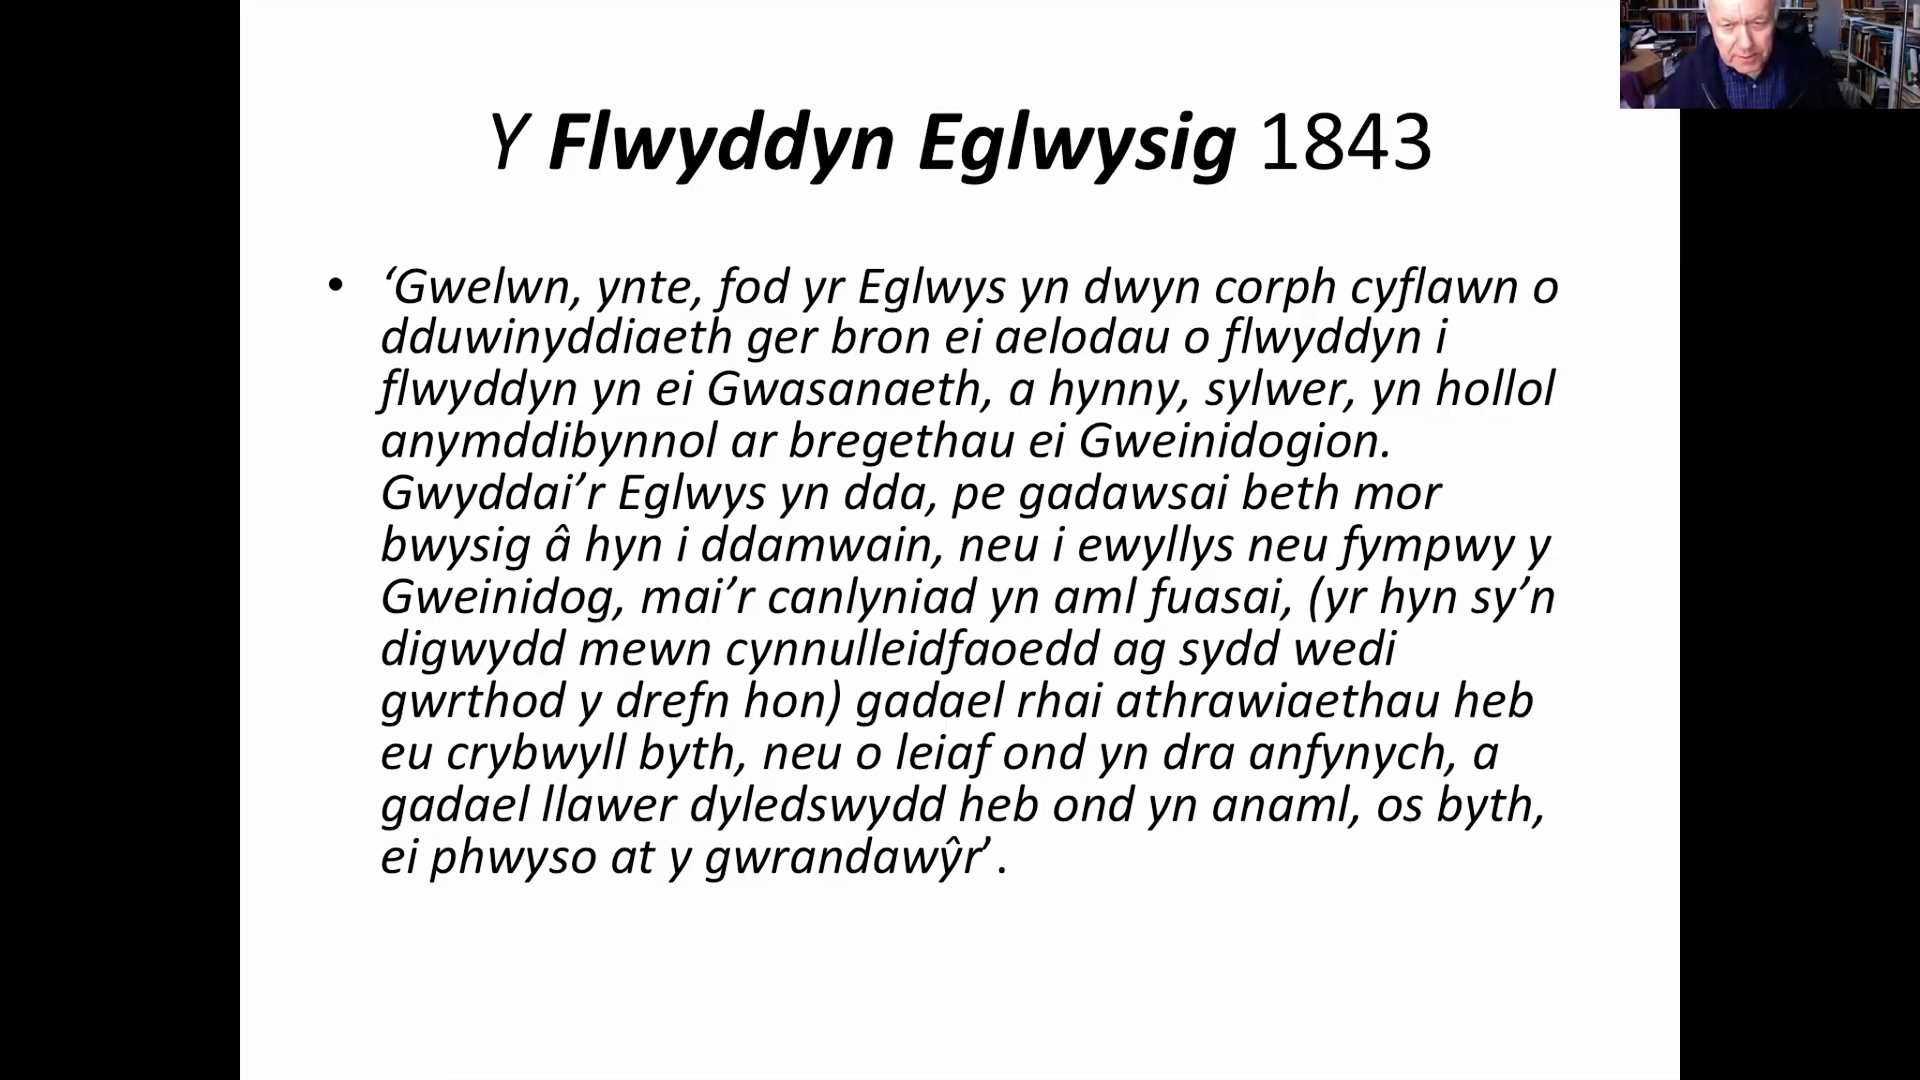 Y Flwyddyn Eglwysig 1843
• ‘Gwelwn, ynte, fod yr Eglwys yn dwyn corph cyflawn o
dduwinyddiaeth ger bron ei aelodau o flwyddyn i
flwyddyn yn ei Gwasanaeth, a hynny, sylwer, yn hollol
anymddibynnol ar bregethau ei Gweinidogion.
Gwyddai’r Eglwys yn dda, pe gadawsai beth mor
bwysig â hyn i ddamwain, neu i ewyllys neu fympwy y
Gweinidog, mai’r canlyniad yn aml fuasai, (yr hyn sy’n
digwydd mewn cynnulleidfaoedd ag sydd wedi
gwrthod y drefn hon) gadael rhai athrawiaethau heb
eu crybwyll byth, neu o leiaf ond yn dra anfynych, a
gadael llawer dyledswydd heb ond yn anaml, os byth,
ei phwyso at y gwrandawŷr’.